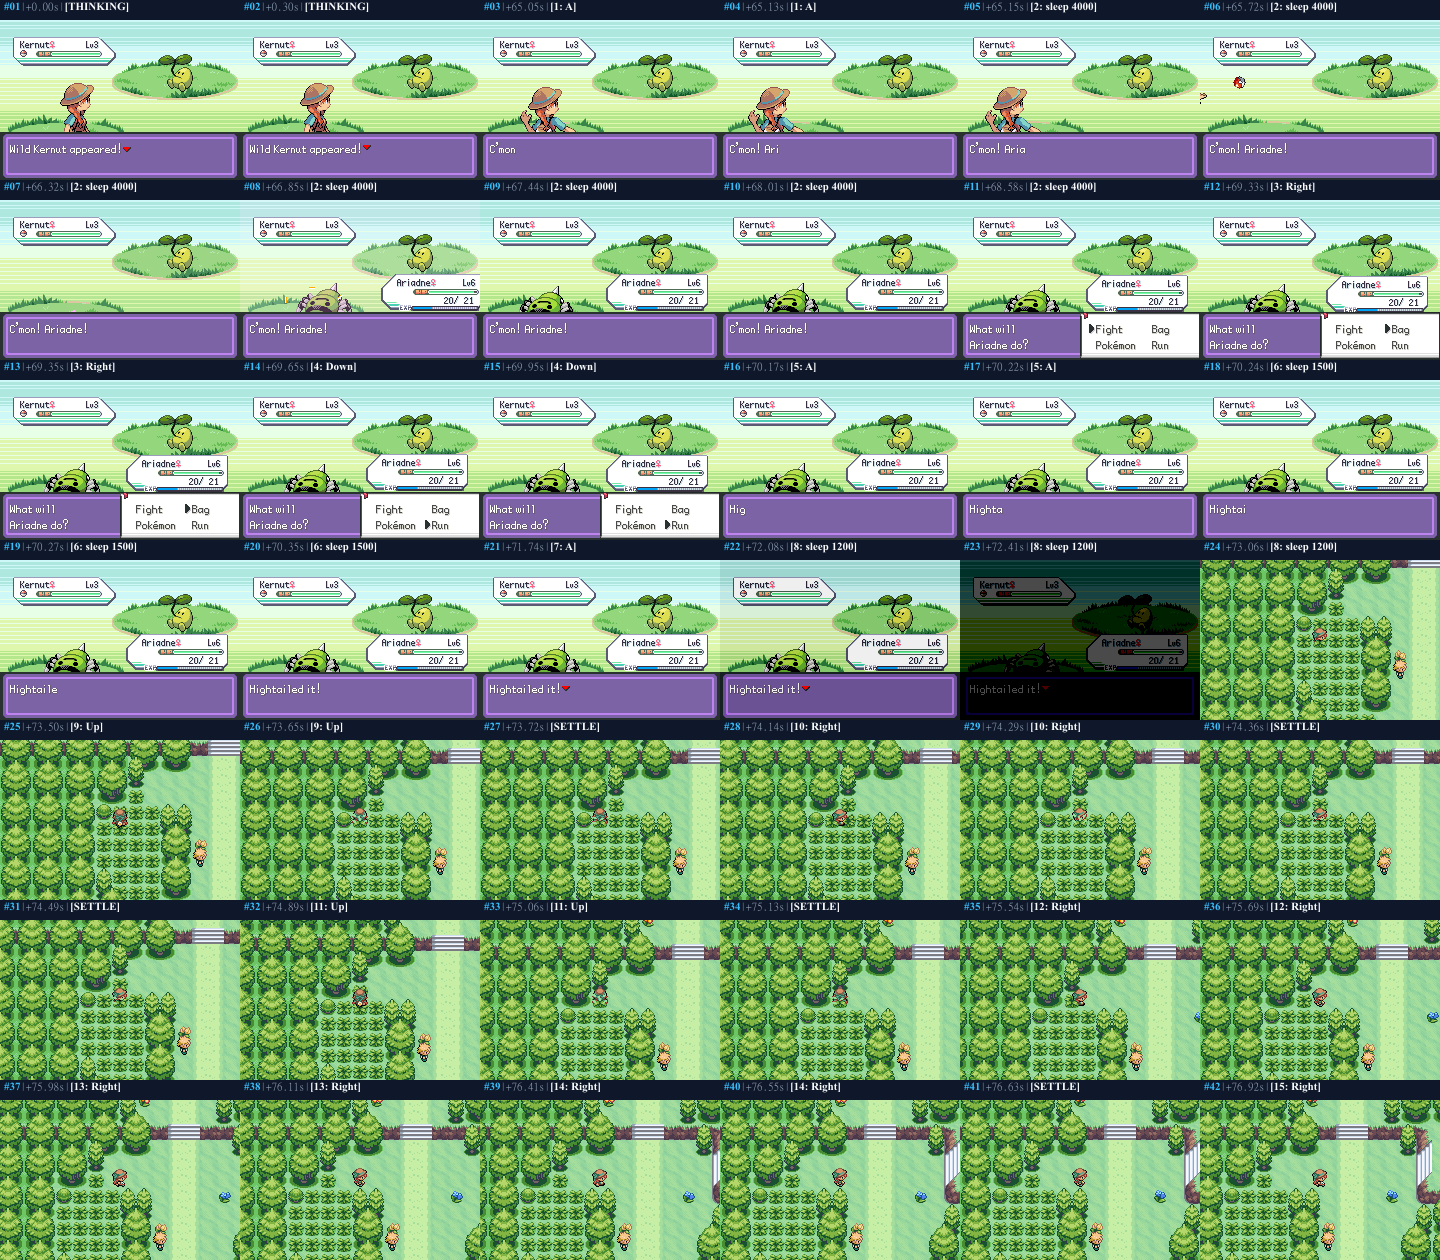 #01 | +0.00s | [THINKING]
#02 | +0.30s | [THINKING]
#03 | +65.05s | [1: A]
#04 | +65.13s | [1: A]
#05 | +65.15s | [2: sleep 4000]
#06 | +65.72s | [2: sleep 4000]
Kernut♀ Lv3
Wild Kernut appeared!
Kernut♀ Lv3
Wild Kernut appeared!
Kernut♀ Lv3
C'mon
Kernut♀ Lv3
C'mon! Ari
Kernut♀ Lv3
C'mon! Aria
Kernut♀ Lv3
C'mon! Ariadne!
#07 | +66.32s | [2: sleep 4000]
#08 | +66.85s | [2: sleep 4000]
#09 | +67.44s | [2: sleep 4000]
#10 | +68.01s | [2: sleep 4000]
#11 | +68.58s | [2: sleep 4000]
#12 | +69.33s | [3: Right]
Kernut♀ Lv3
C'mon! Ariadne!
Kernut♀ Lv3
Ariadne♀ Lv6
20/ 21
EXP
C'mon! Ariadne!
Kernut♀ Lv3
Ariadne♀ Lv6
20/ 21
EXP
C'mon! Ariadne!
Kernut♀ Lv3
Ariadne♀ Lv6
20/ 21
EXP
C'mon! Ariadne!
Kernut♀ Lv3
Ariadne♀ Lv6
20/ 21
EXP
What will Fight Bag
Ariadne do? Pokémon Run
Kernut♀ Lv3
Ariadne♀ Lv6
20/ 21
EXP
What will Fight Bag
Ariadne do? Pokémon Run
#13 | +69.35s | [3: Right]
#14 | +69.65s | [4: Down]
#15 | +69.95s | [4: Down]
#16 | +70.17s | [5: A]
#17 | +70.22s | [5: A]
#18 | +70.24s | [6: sleep 1500]
Kernut♀ Lv3
Ariadne♀ Lv6
20/ 21
EXP
What will Fight Bag
Ariadne do? Pokémon Run
Kernut♀ Lv3
Ariadne♀ Lv6
20/ 21
EXP
What will Fight Bag
Ariadne do? Pokémon Run
Kernut♀ Lv3
Ariadne♀ Lv6
20/ 21
EXP
What will Fight Bag
Ariadne do? Pokémon Run
Kernut♀ Lv3
Ariadne♀ Lv6
20/ 21
EXP
Hig
Kernut♀ Lv3
Ariadne♀ Lv6
20/ 21
EXP
Highta
Kernut♀ Lv3
Ariadne♀ Lv6
20/ 21
EXP
Hightai
#19 | +70.27s | [6: sleep 1500]
#20 | +70.35s | [6: sleep 1500]
#21 | +71.74s | [7: A]
#22 | +72.08s | [8: sleep 1200]
#23 | +72.41s | [8: sleep 1200]
#24 | +73.06s | [8: sleep 1200]
Kernut♀ Lv3
Ariadne♀ Lv6
20/ 21
EXP
Hightaile
Kernut♀ Lv3
Ariadne♀ Lv6
20/ 21
EXP
Hightailed it!
Kernut♀ Lv3
Ariadne♀ Lv6
20/ 21
EXP
Hightailed it!
Kernut♀ Lv3
Ariadne♀ Lv6
20/ 21
EXP
Hightailed it!
Kernut♀ Lv3
Ariadne♀ Lv6
20/ 21
EXP
Hightailed it!
#25 | +73.50s | [9: Up]
#26 | +73.65s | [9: Up]
#27 | +73.72s | [SETTLE]
#28 | +74.14s | [10: Right]
#29 | +74.29s | [10: Right]
#30 | +74.36s | [SETTLE]
#31 | +74.49s | [SETTLE]
#32 | +74.89s | [11: Up]
#33 | +75.06s | [11: Up]
#34 | +75.13s | [SETTLE]
#35 | +75.54s | [12: Right]
#36 | +75.69s | [12: Right]
#37 | +75.98s | [13: Right]
#38 | +76.11s | [13: Right]
#39 | +76.41s | [14: Right]
#40 | +76.55s | [14: Right]
#41 | +76.63s | [SETTLE]
#42 | +76.92s | [15: Right]